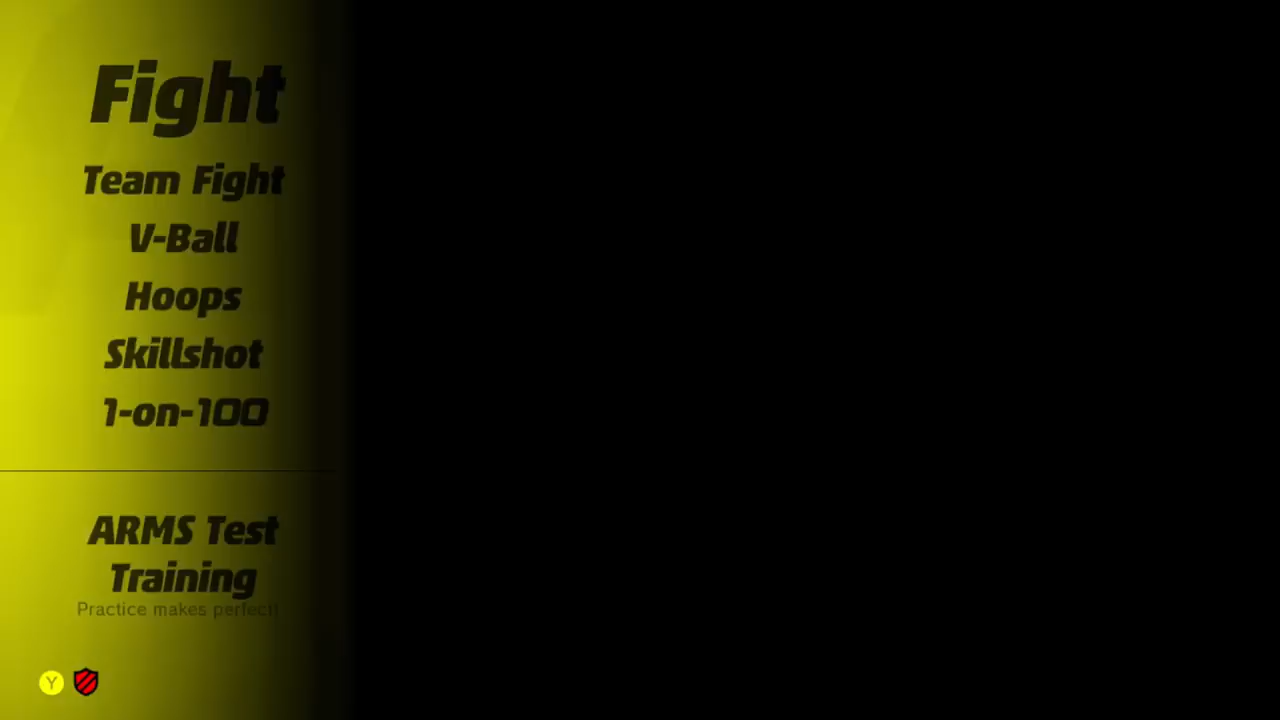 Fight
Team Fight
V-Ball
Hoops
Skillshot
1-on-100
ARMS Test
Training
Practice makes perfect!
Y